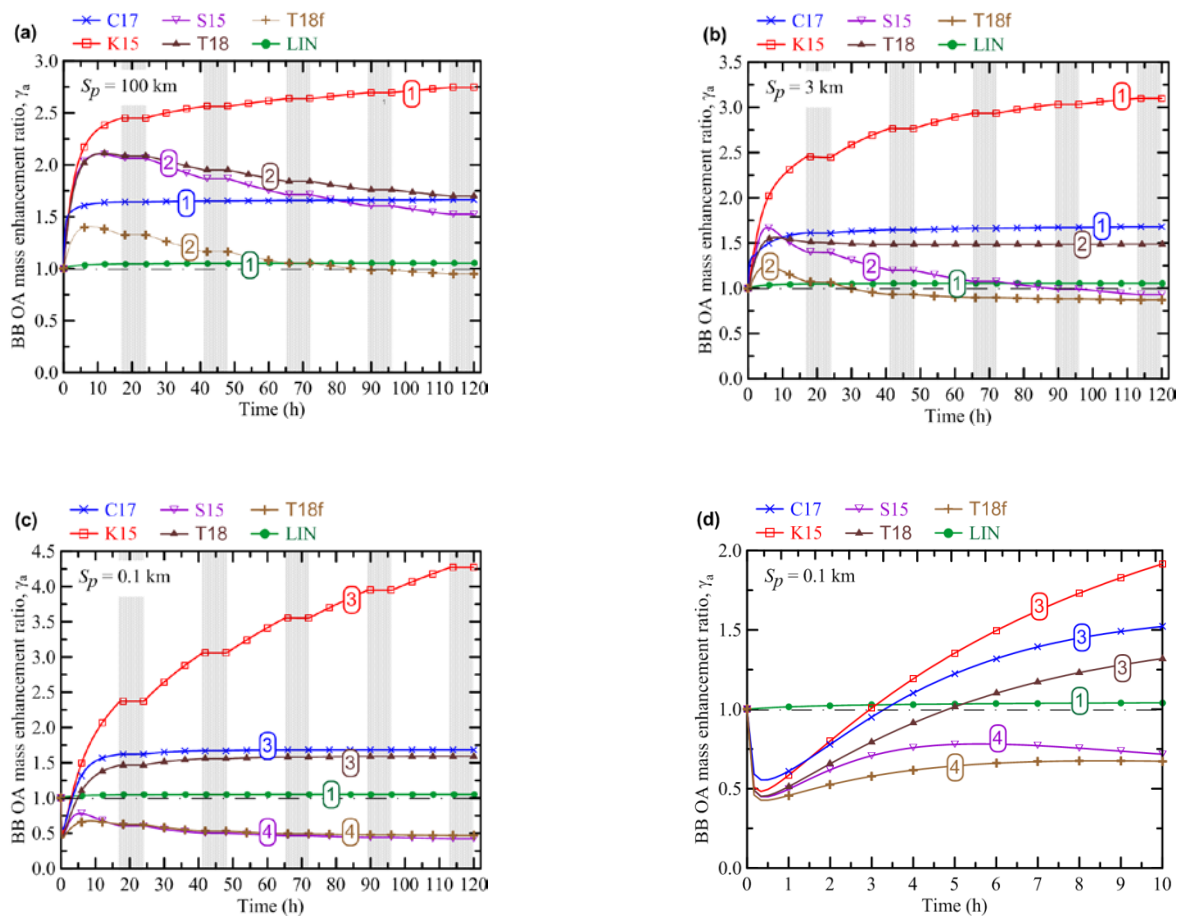 (a)
C17 S15 T18f
K15 T18 LIN
BB OA mass enhancement ratio, γa
3.0
2.5
2.0
1.5
1.0
0.5
0.0
Sp = 100 km
1
2
2
1
2
1
0 10 20 30 40 50 60 70 80 90 100 110 120
Time (h)
(b)
C17 S15 T18f
K15 T18 LIN
BB OA mass enhancement ratio, γa
3.5
3.0
2.5
2.0
1.5
1.0
0.5
0.0
Sp = 3 km
1
1
2
2
2
1
0 10 20 30 40 50 60 70 80 90 100 110 120
Time (h)
(c)
C17 S15 T18f
K15 T18 LIN
BB OA mass enhancement ratio, γa
4.5
4.0
3.5
3.0
2.5
2.0
1.5
1.0
0.5
0.0
Sp = 0.1 km
3
3
3
1
4
4
0 10 20 30 40 50 60 70 80 90 100 110 120
Time (h)
(d)
C17 S15 T18f
K15 T18 LIN
BB OA mass enhancement ratio, γa
2.0
1.5
1.0
0.5
0.0
Sp = 0.1 km
3
3
3
1
4
4
0 1 2 3 4 5 6 7 8 9 10
Time (h)